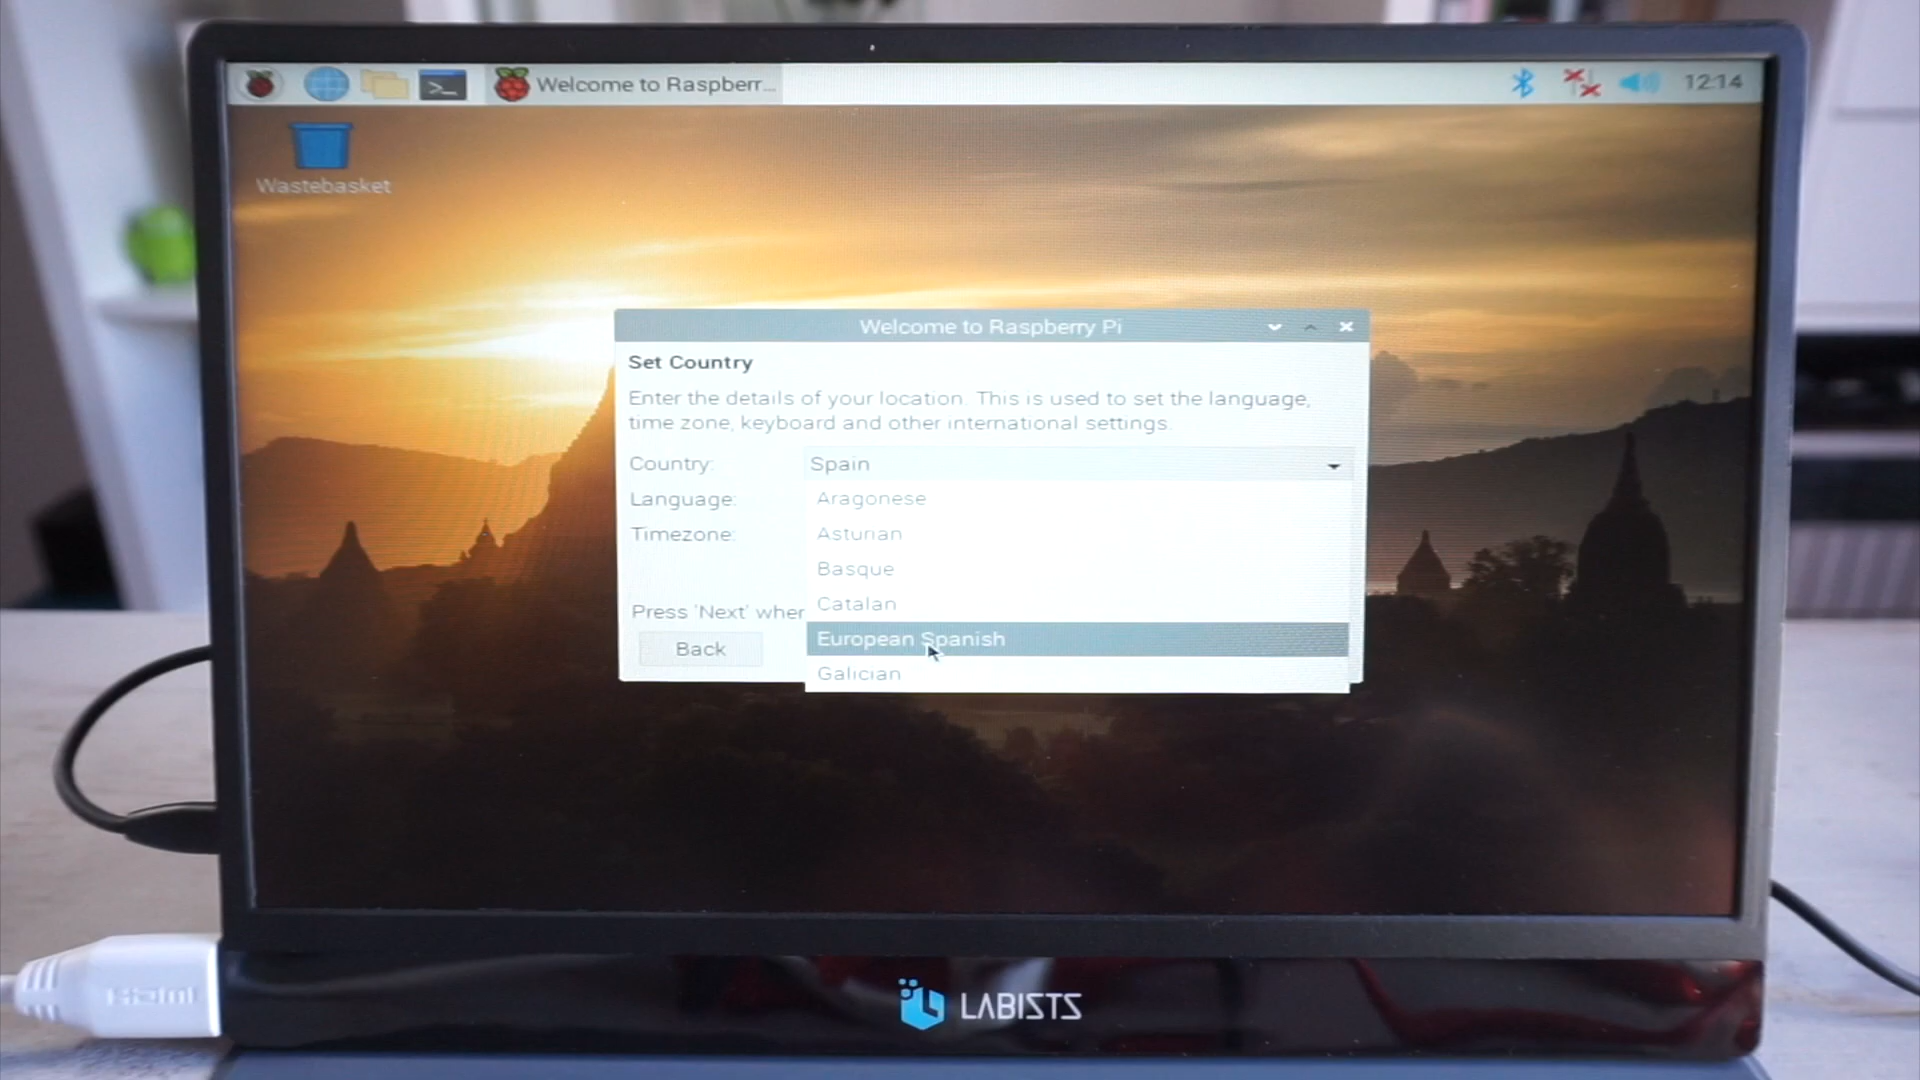 Welcome to Raspberr...
12:14
Wastebasket
Welcome to Raspberry Pi
Set Country
Enter the details of your location. This is used to set the language,
time zone, keyboard and other international settings.
Country: Spain
Language: Aragonese
Timezone: Asturian
Basque
Catalan
Press 'Next' when
European Spanish
Back
Galician
HDMI
LABISTS